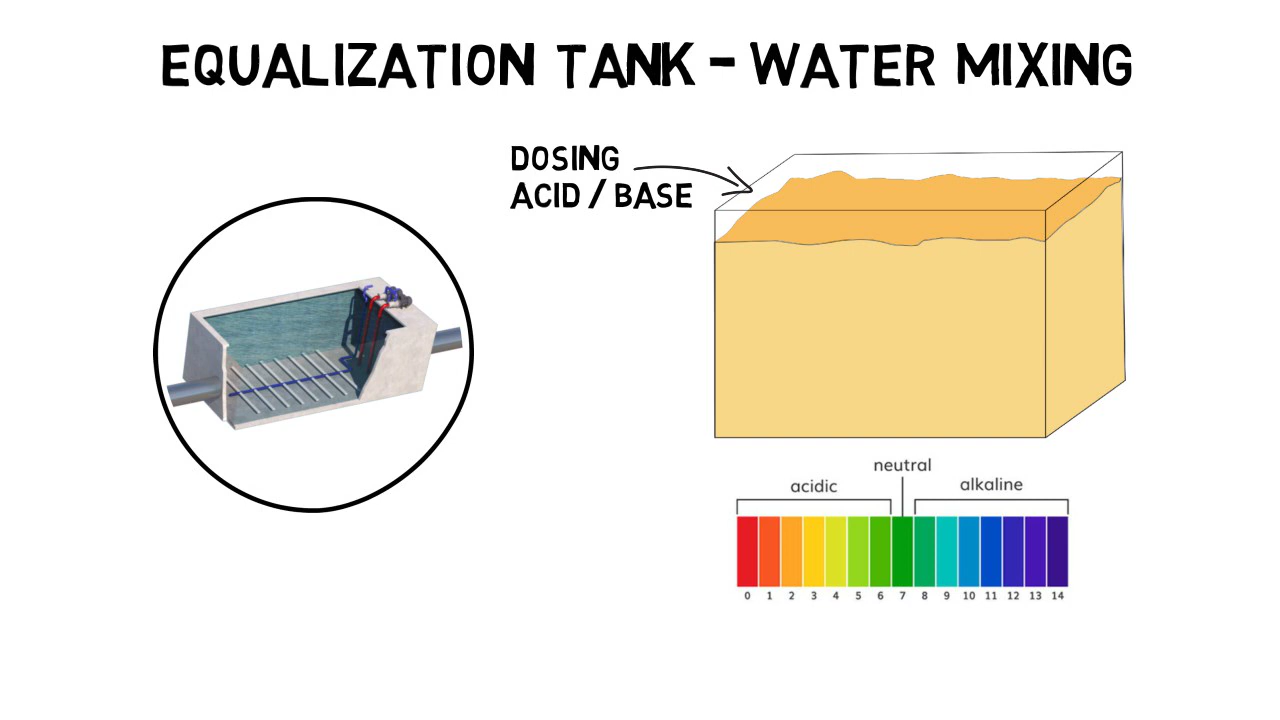 EQUALIZATION TANK - WATER MIXING
DOSING
ACID / BASE
neutral
acidic
alkaline
0 1 2 3 4 5 6 7 8 9 10 11 12 13 14